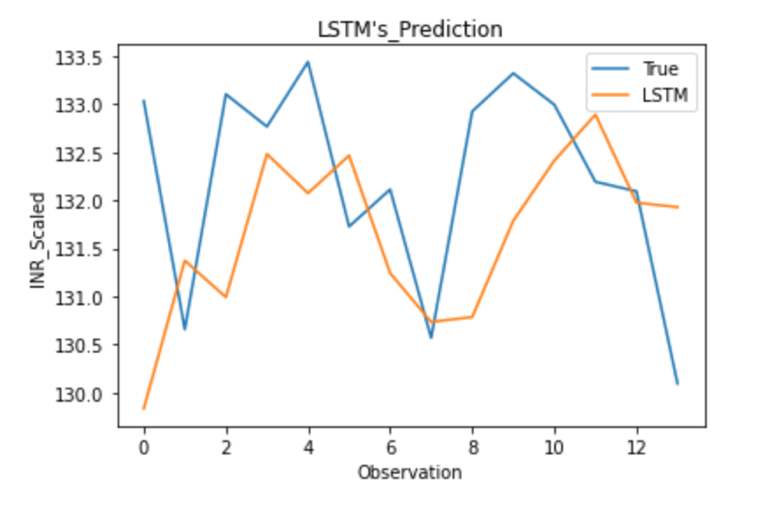 LSTM's_Prediction
True
LSTM
133.5
133.0
132.5
132.0
131.5
131.0
130.5
130.0
INR_Scaled
0 2 4 6 8 10 12
Observation